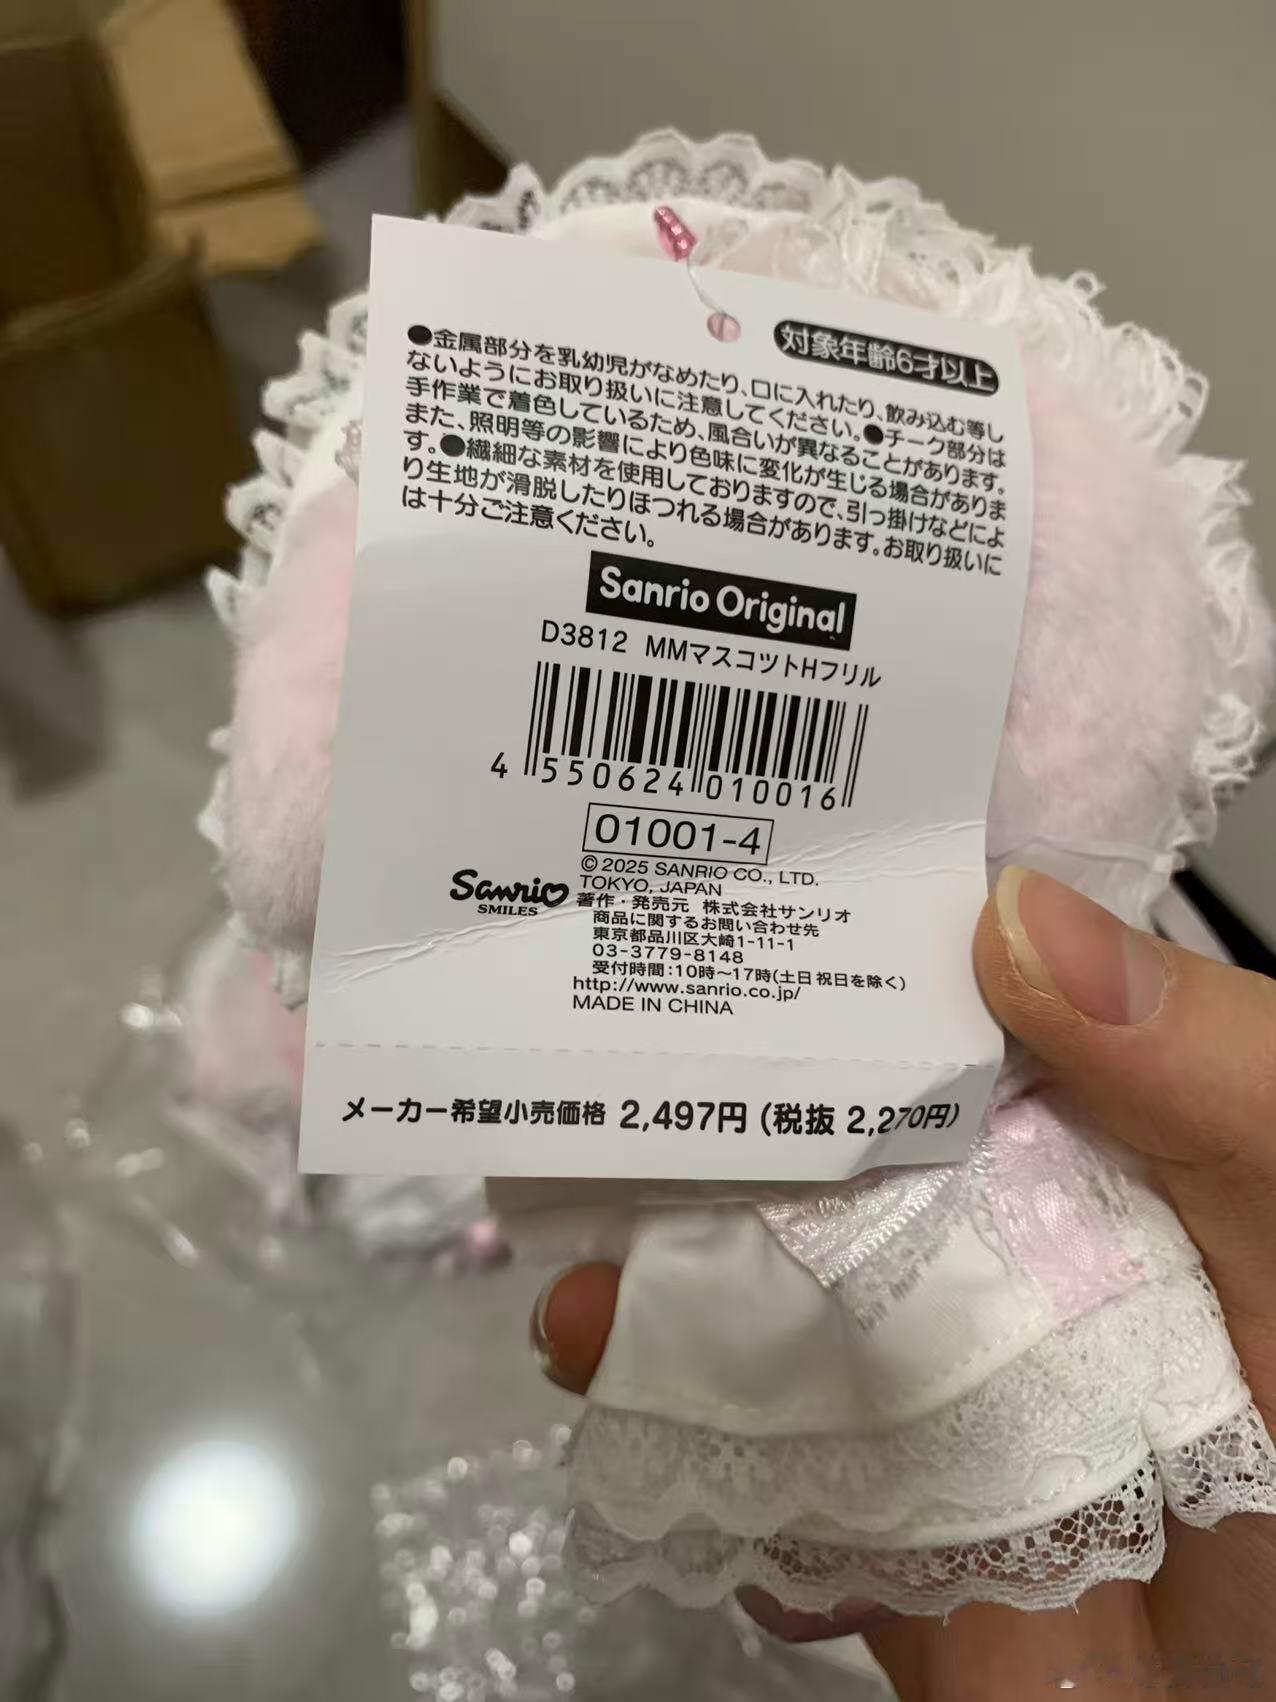 対象年齢6才以上
●金属部分を乳幼児がなめたり、口に入れたり、飲み込む等し
ないようにお取り扱いに注意してください。●チーク部分は
手作業で着色しているため、風合いが異なることがあります。
また、照明等の影響により色味に変化が生じる場合がありま
す。●繊細な素材を使用しておりますので、引っ掛けなどによ
り生地が滑脱したりほつれる場合があります。お取り扱いに
は十分ご注意ください。
Sanrio Original
D3812 MMマスコットHフリル
4 550624 010016
01001-4
© 2025 SANRIO CO., LTD.
TOKYO, JAPAN
Sanrio
SMILES
著作・発売元 株式会社サンリオ
商品に関するお問い合わせ先
東京都品川区大崎1-11-1
03-3779-8148
受付時間:10時～17時(土日祝日を除く)
http://www.sanrio.co.jp/
MADE IN CHINA
メーカー希望小売価格 2,497円 (税抜 2,270円)